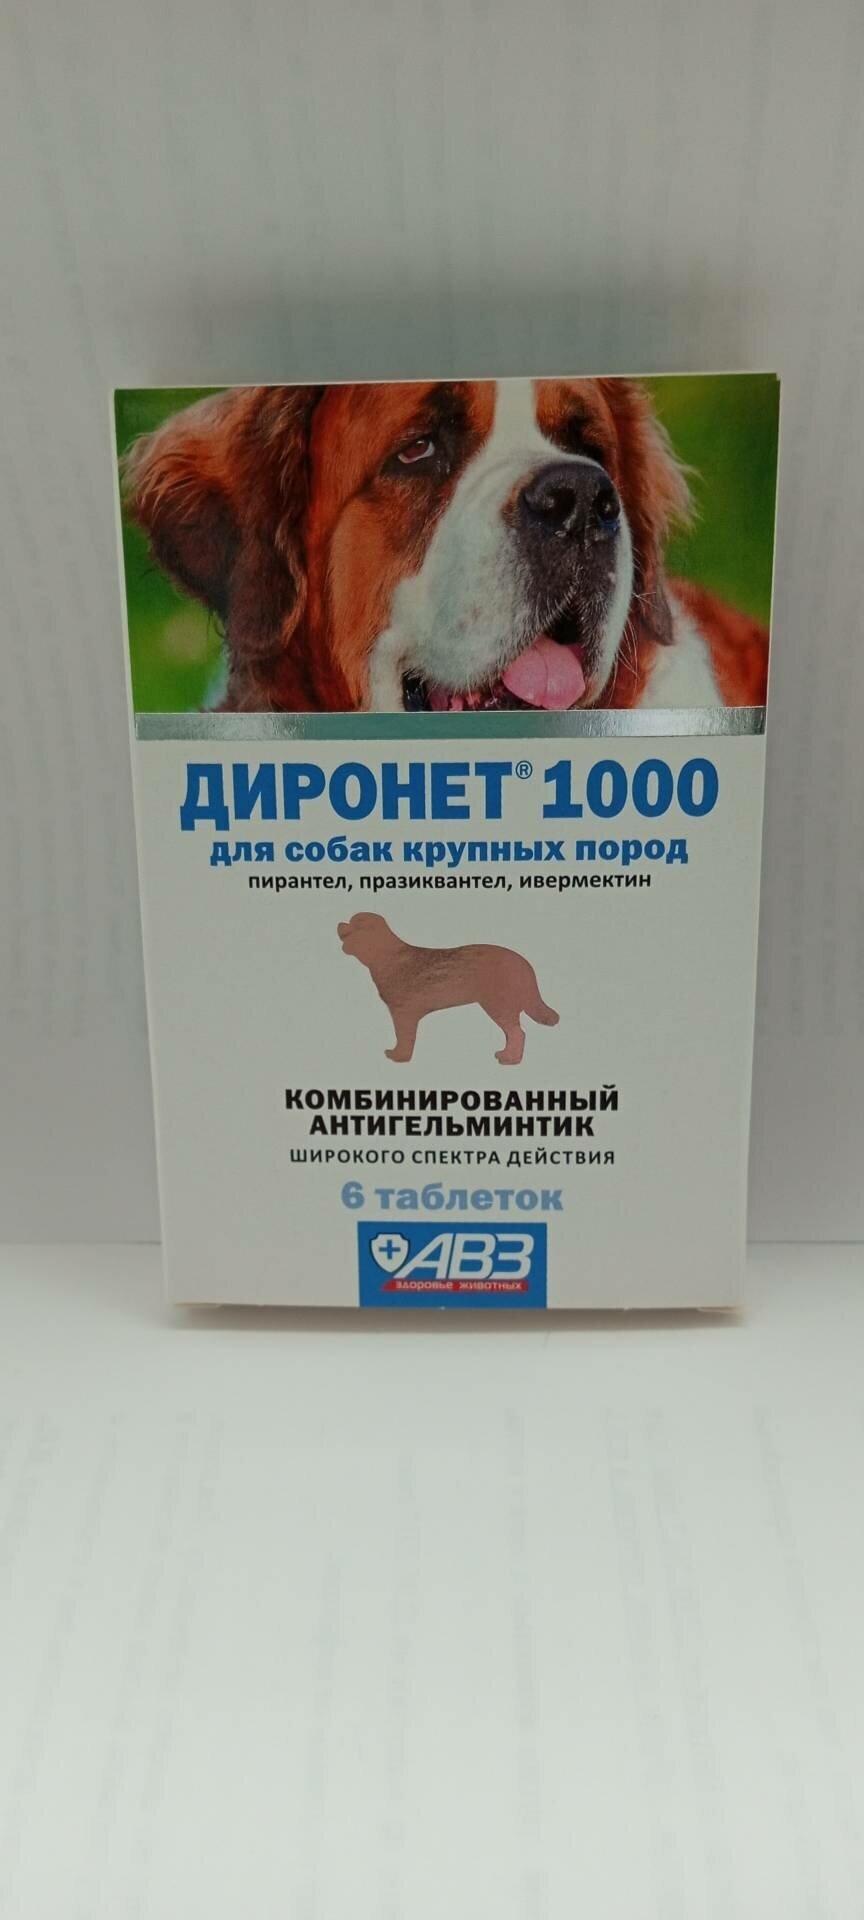 ДИРОНЕТ® 1000
для собак крупных пород
пирантел, празиквантел, ивермектин
КОМБИНИРОВАННЫЙ
АНТИГЕЛЬМИНТИК
ШИРОКОГО СПЕКТРА ДЕЙСТВИЯ
6 таблеток
АВЗ
здоровье животных